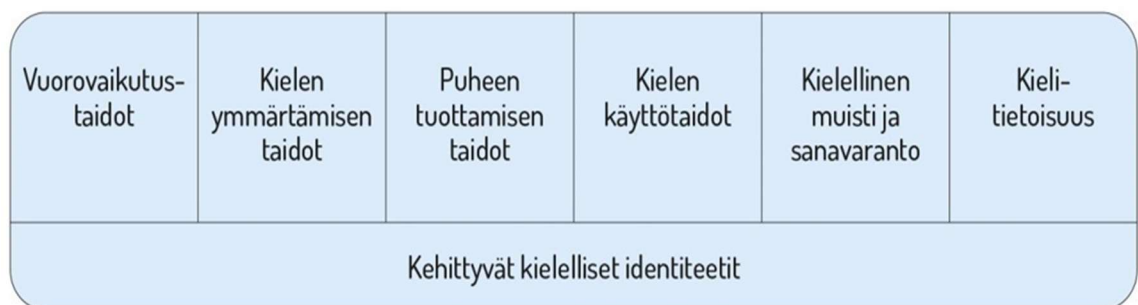 Vuorovaikutus-
taidot
Kielen
ymmärtämisen
taidot
Puheen
tuottamisen
taidot
Kielen
käyttötaidot
Kielellinen
muisti ja
sanavaranto
Kieli-
tietoisuus
Kehittyvät kielelliset identiteetit